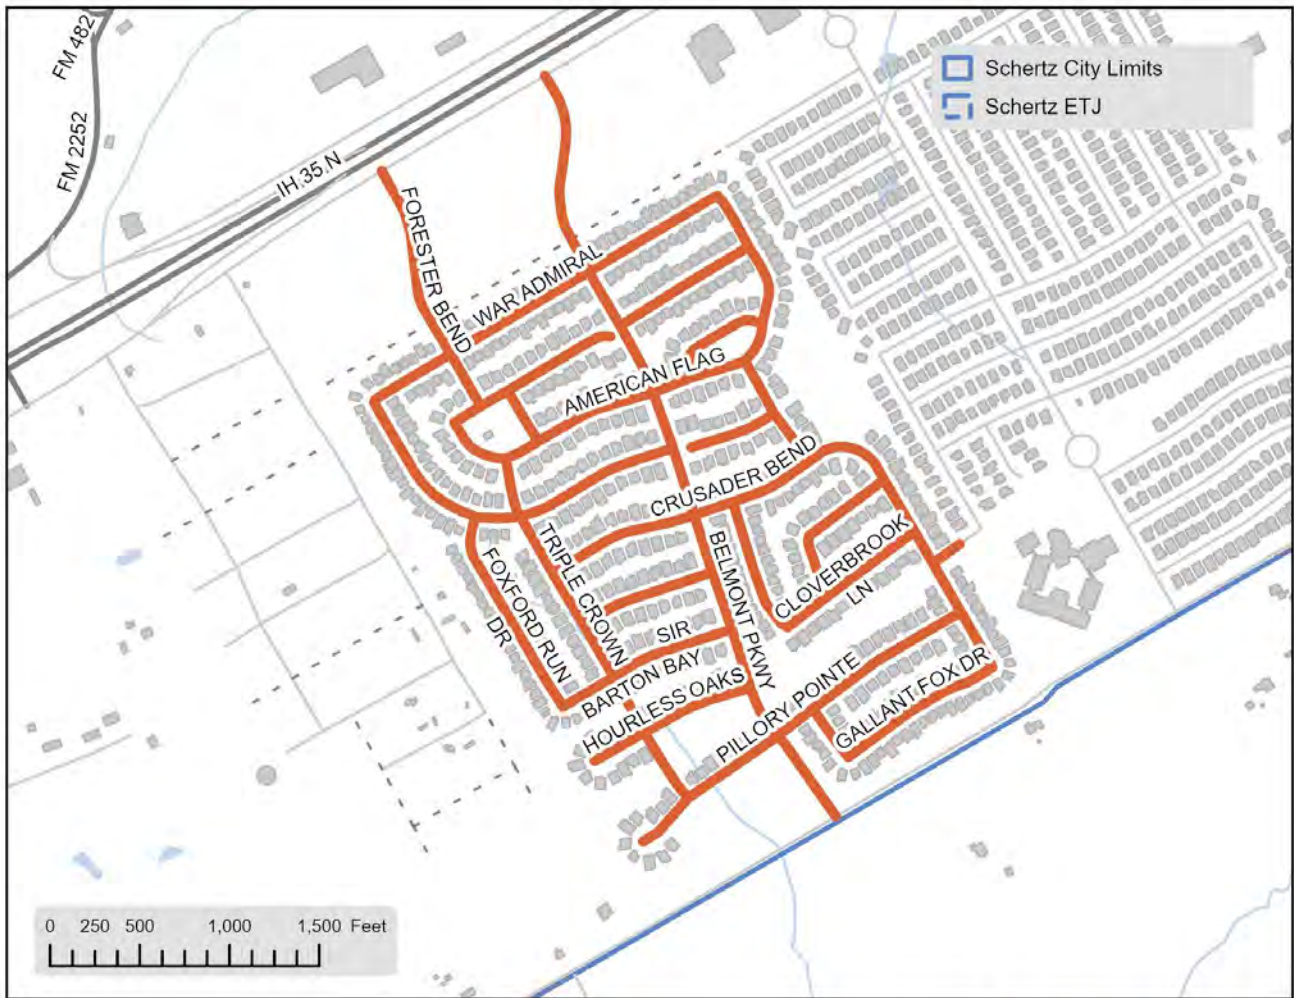 FM 482
FM 2252
IH 35 N
Schertz City Limits
Schertz ETJ
FORESTER BEND
WAR ADMIRAL
AMERICAN FLAG
CRUSADER BEND
TRIPLE CROWN
FOXFORD RUN
DR
BELMONT PKWY
CLOVERBROOK
LN
SIR
BARTON BAY
HOURLESS OAKS
PILLORY POINTE
GALLANT FOX DR
0 250 500 1,000 1,500 Feet